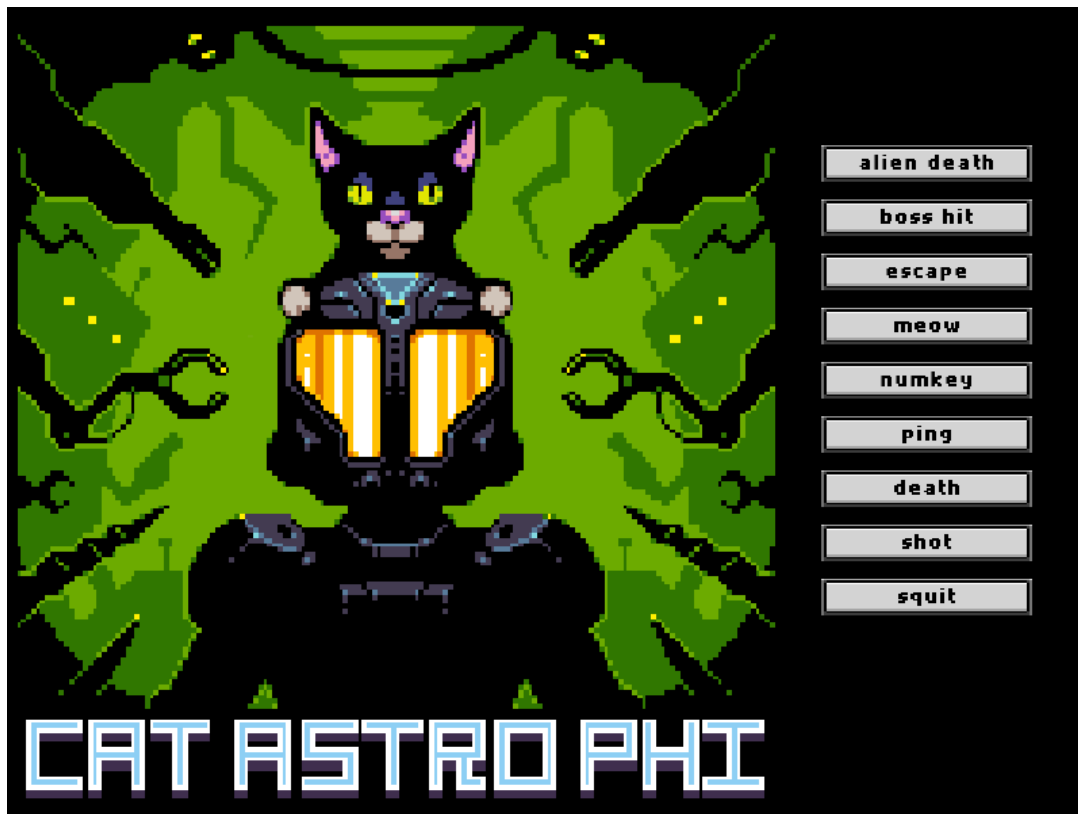 alien death
boss hit
escape
meow
numkey
ping
death
shot
squit
CAT ASTRO PHI